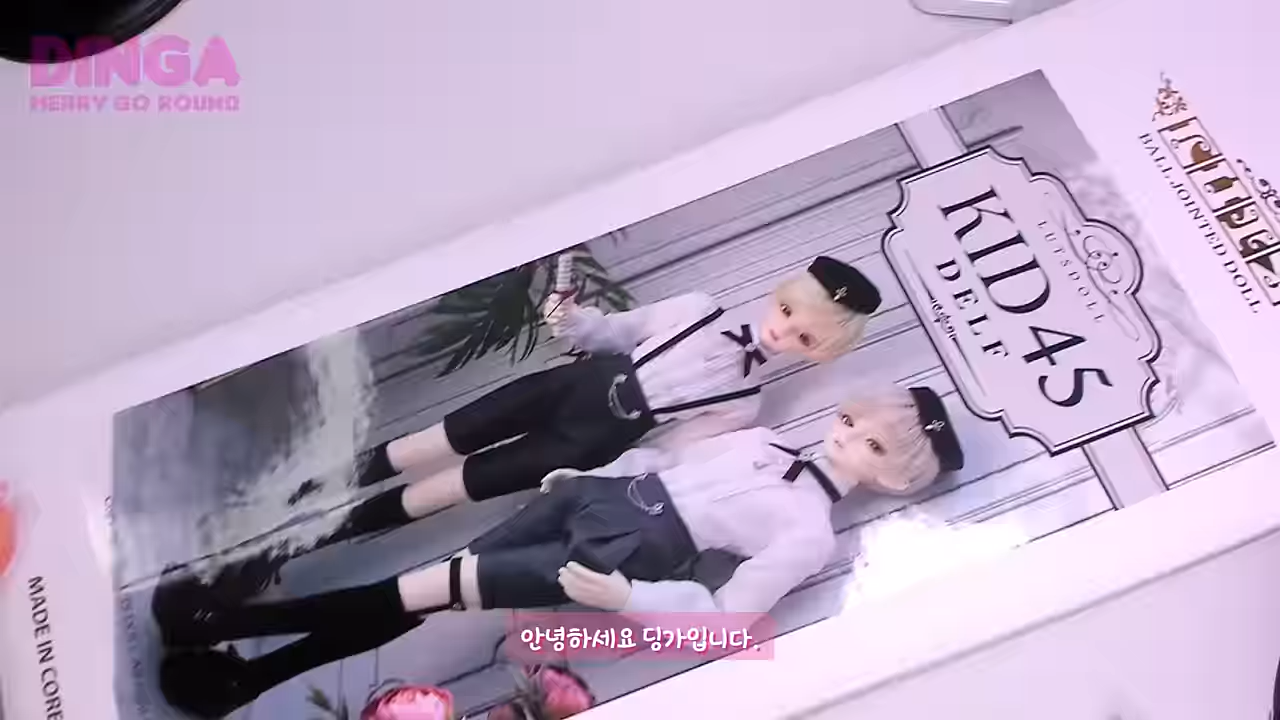 DINGA
MERRY GO ROUND
LUTS
BALL JOINTED DOLL
LUTSDOLL
KID 45
DELF
MADE IN
안녕하세요 딩가입니다.